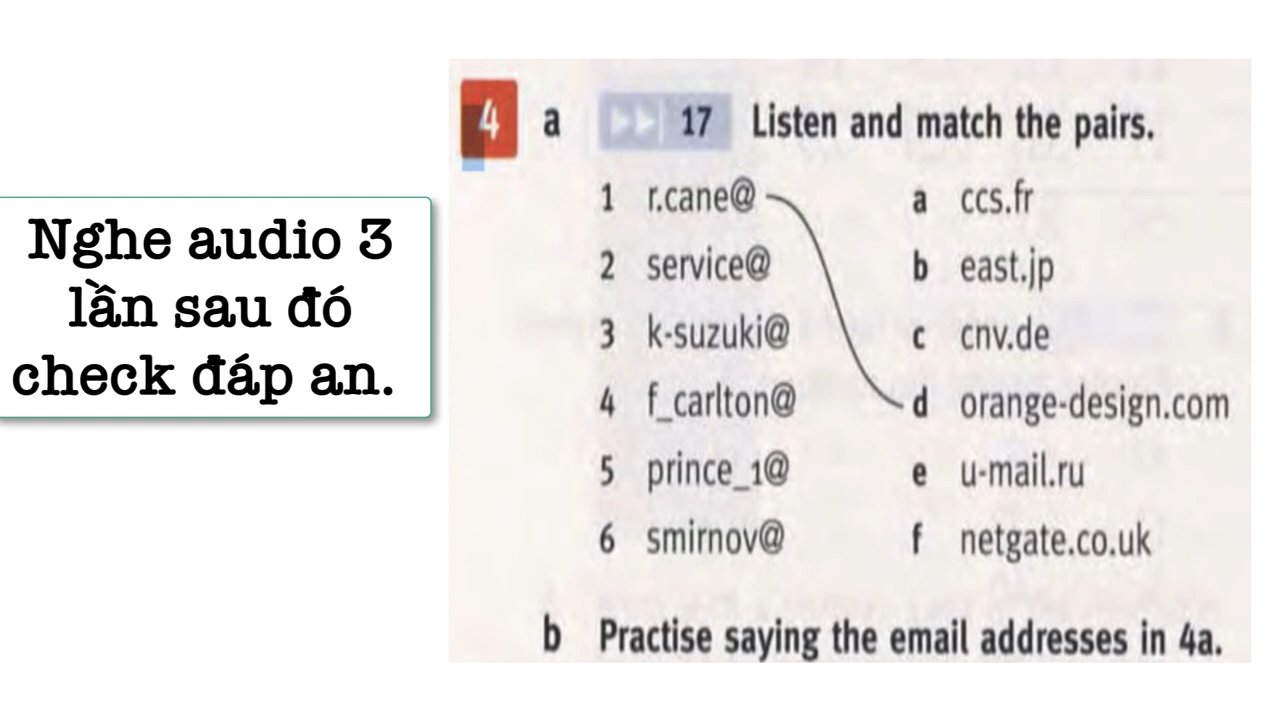 Nghe audio 3
lần sau đó
check đáp an.
4 a 17 Listen and match the pairs.
1 r.cane@ a ccs.fr
2 service@ b east.jp
3 k-suzuki@ c cnv.de
4 f_carlton@ d orange-design.com
5 prince_1@ e u-mail.ru
6 smirnov@ f netgate.co.uk
b Practise saying the email addresses in 4a.